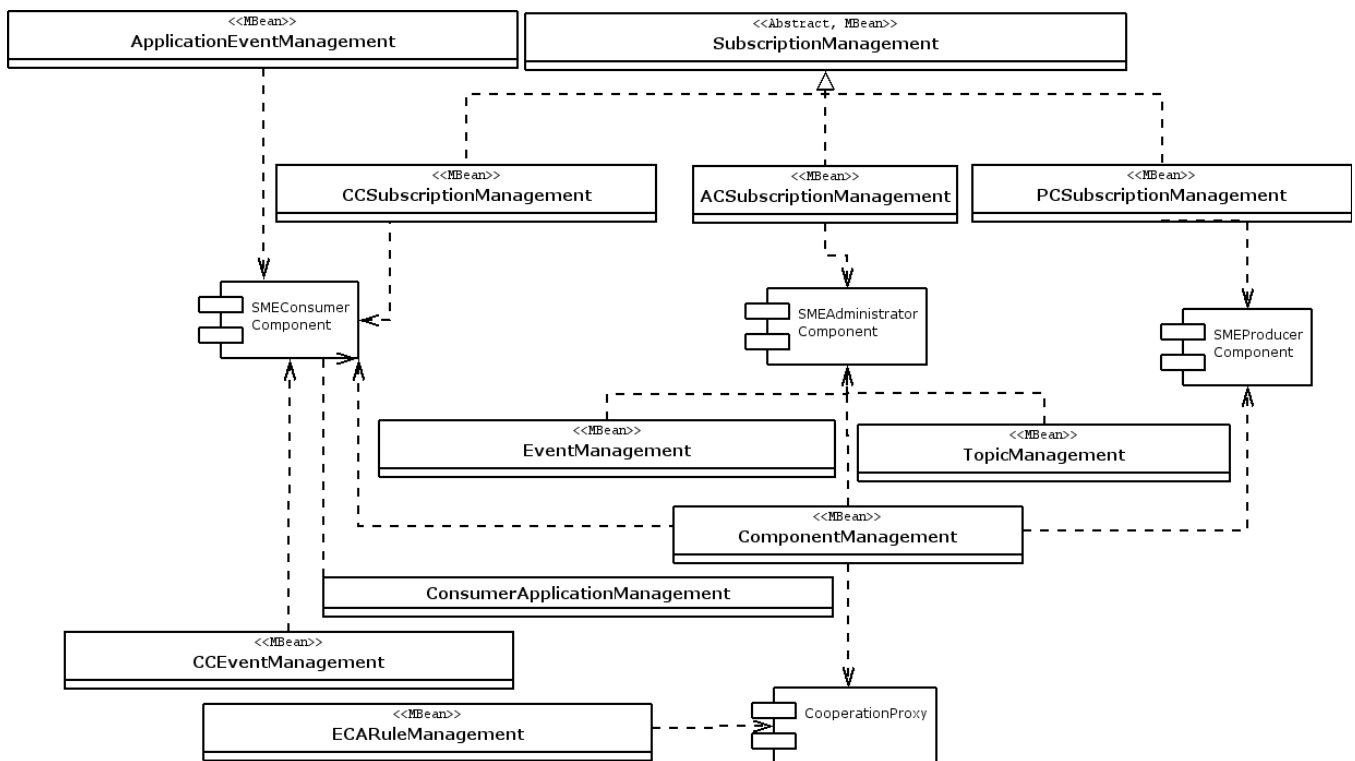 <<MBean>>
ApplicationEventManagement
<<Abstract, MBean>>
SubscriptionManagement
<<MBean>>
CCSubscriptionManagement
<<MBean>>
ACSubscriptionManagement
<<MBean>>
PCSubscriptionManagement
SMEConsumer
Component
SMEAdministrator
Component
SMEProducer
Component
<<MBean>>
EventManagement
<<MBean>>
TopicManagement
<<MBean>>
ComponentManagement
ConsumerApplicationManagement
<<MBean>>
CCEventManagement
<<MBean>>
ECARuleManagement
CooperationProxy